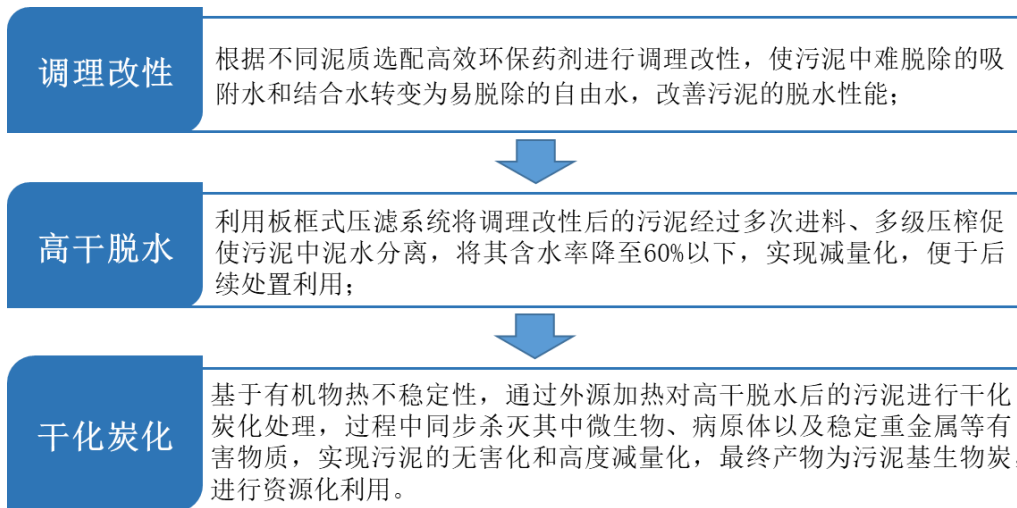 调理改性
根据不同泥质选配高效环保药剂进行调理改性，使污泥中难脱除的吸
附水和结合水转变为易脱除的自由水，改善污泥的脱水性能；
高干脱水
利用板框式压滤系统将调理改性后的污泥经过多次进料、多级压榨促
使污泥中泥水分离，将其含水率降至60%以下，实现减量化，便于后
续处置利用；
干化炭化
基于有机物热不稳定性，通过外源加热对高干脱水后的污泥进行干化
炭化处理，过程中同步杀灭其中微生物、病原体以及稳定重金属等有
害物质，实现污泥的无害化和高度减量化，最终产物为污泥基生物炭，
进行资源化利用。